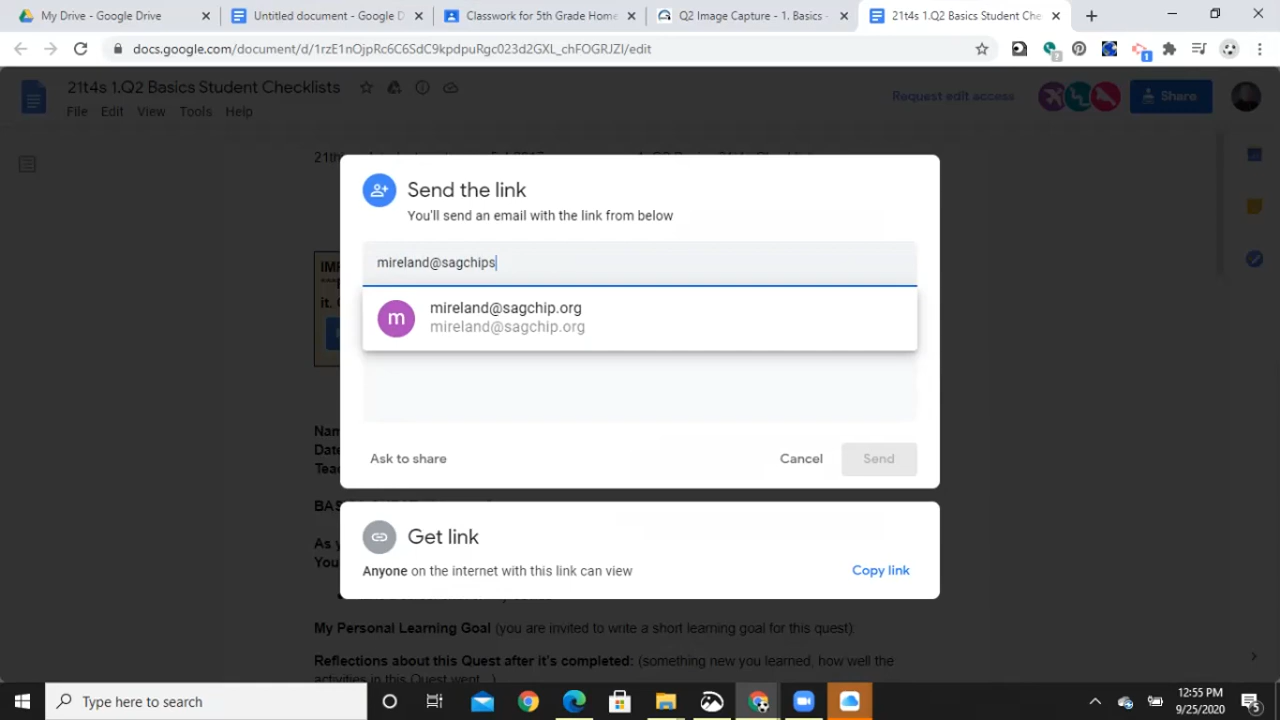 My Drive - Google Drive
Untitled document - Google D
Classwork for 5th Grade Home
Q2 Image Capture - 1. Basics -
21t4s 1.Q2 Basics Student Che
docs.google.com/document/d/1rzE1nOjpRc6C6SdC9kpdpuRgc023d2GXL_chFOGRJZI/edit
21t4s 1.Q2 Basics Student Checklists
File Edit View Tools Help
Request edit access
Share
Send the link
You'll send an email with the link from below
mireland@sagchips
m
mireland@sagchip.org
mireland@sagchip.org
Ask to share
Cancel
Send
Get link
Anyone on the internet with this link can view
Copy link
My Personal Learning Goal (you are invited to write a short learning goal for this quest):
Reflections about this Quest after it's completed: (something new you learned, how well the
activities in this Quest went...)
Type here to search
12:55 PM
9/25/2020
5